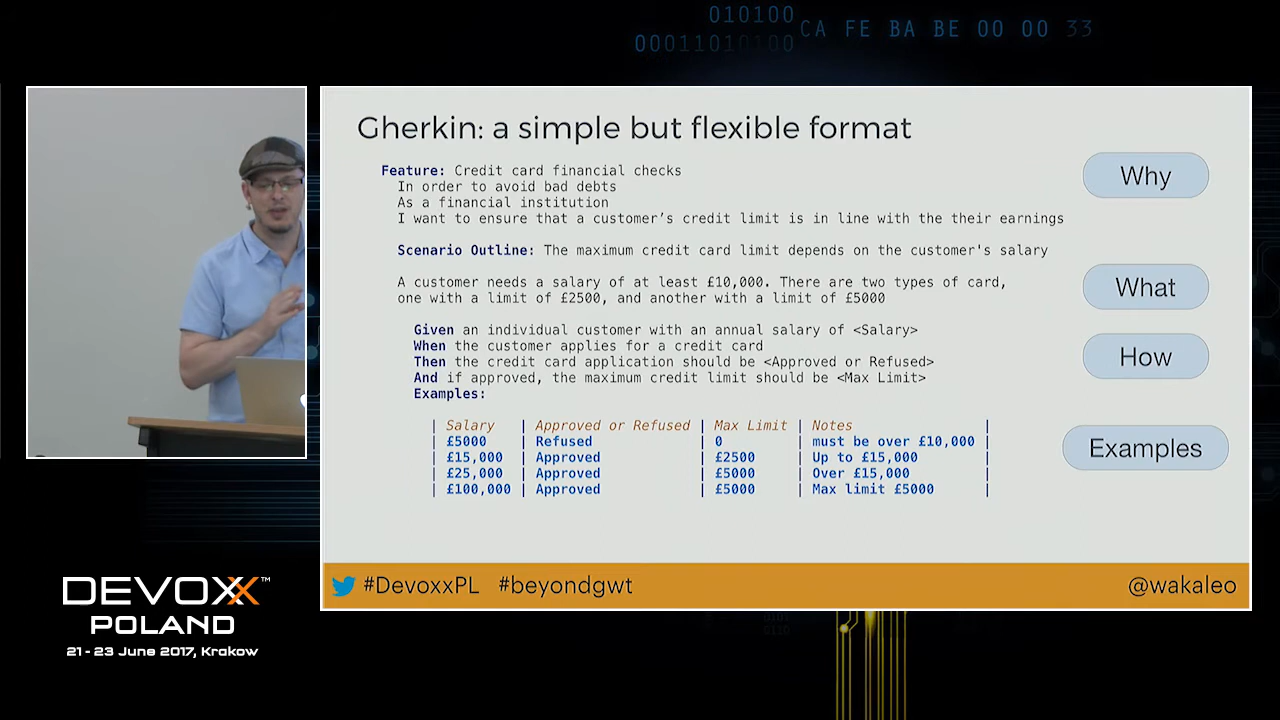 010100
00011010100
CA FE BA BE 00 00 33
Gherkin: a simple but flexible format
Feature: Credit card financial checks
In order to avoid bad debts
As a financial institution
I want to ensure that a customer's credit limit is in line with the their earnings
Scenario Outline: The maximum credit card limit depends on the customer's salary
A customer needs a salary of at least £10,000. There are two types of card,
one with a limit of £2500, and another with a limit of £5000
Given an individual customer with an annual salary of <Salary>
When the customer applies for a credit card
Then the credit card application should be <Approved or Refused>
And if approved, the maximum credit limit should be <Max Limit>
Examples:
| Salary | Approved or Refused | Max Limit | Notes |
| £5000 | Refused | 0 | must be over £10,000 |
| £15,000 | Approved | £2500 | Up to £15,000 |
| £25,000 | Approved | £5000 | Over £15,000 |
| £100,000 | Approved | £5000 | Max limit £5000 |
Why
What
How
Examples
#DevoxxPL #beyondgwt
@wakaleo
DEVOXX™
POLAND
21 - 23 June 2017, Krakow